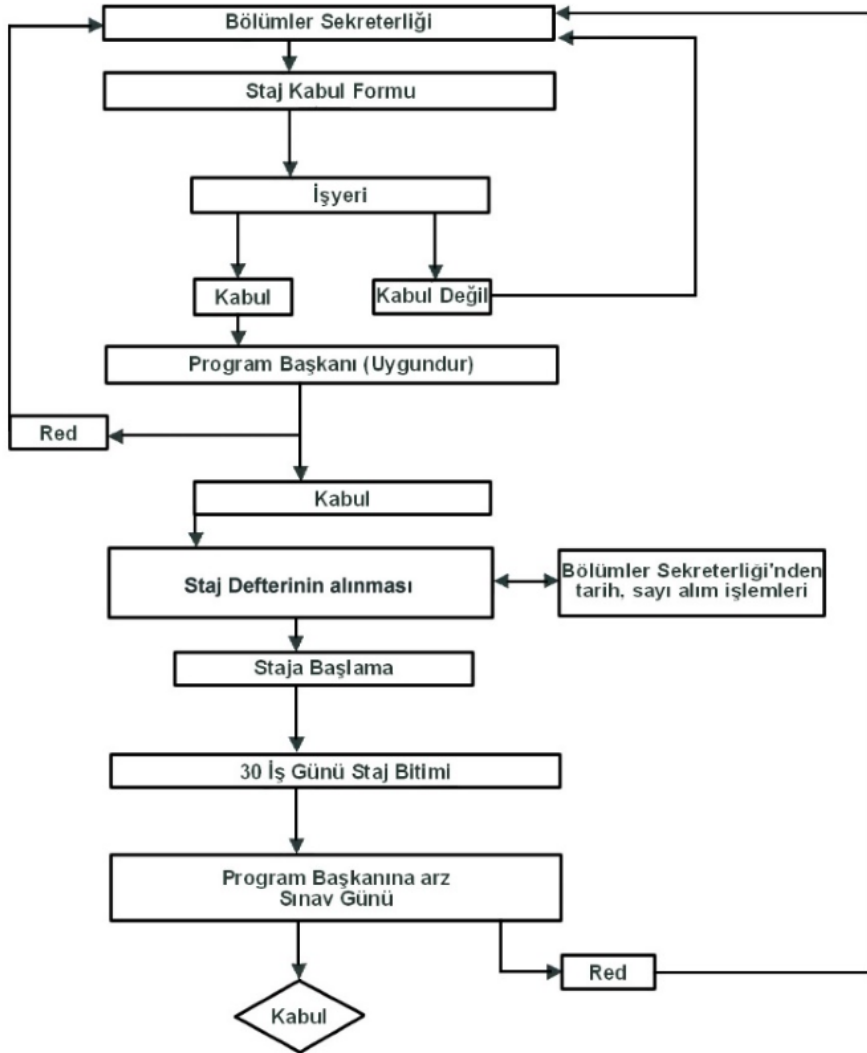 Bölümler Sekreterliği
Staj Kabul Formu
İşyeri
Kabul
Kabul Değil
Program Başkanı (Uygundur)
Red
Kabul
Staj Defterinin alınması
Bölümler Sekreterliği'nden
tarih, sayı alım işlemleri
Staja Başlama
30 İş Günü Staj Bitimi
Program Başkanına arz
Sınav Günü
Red
Kabul